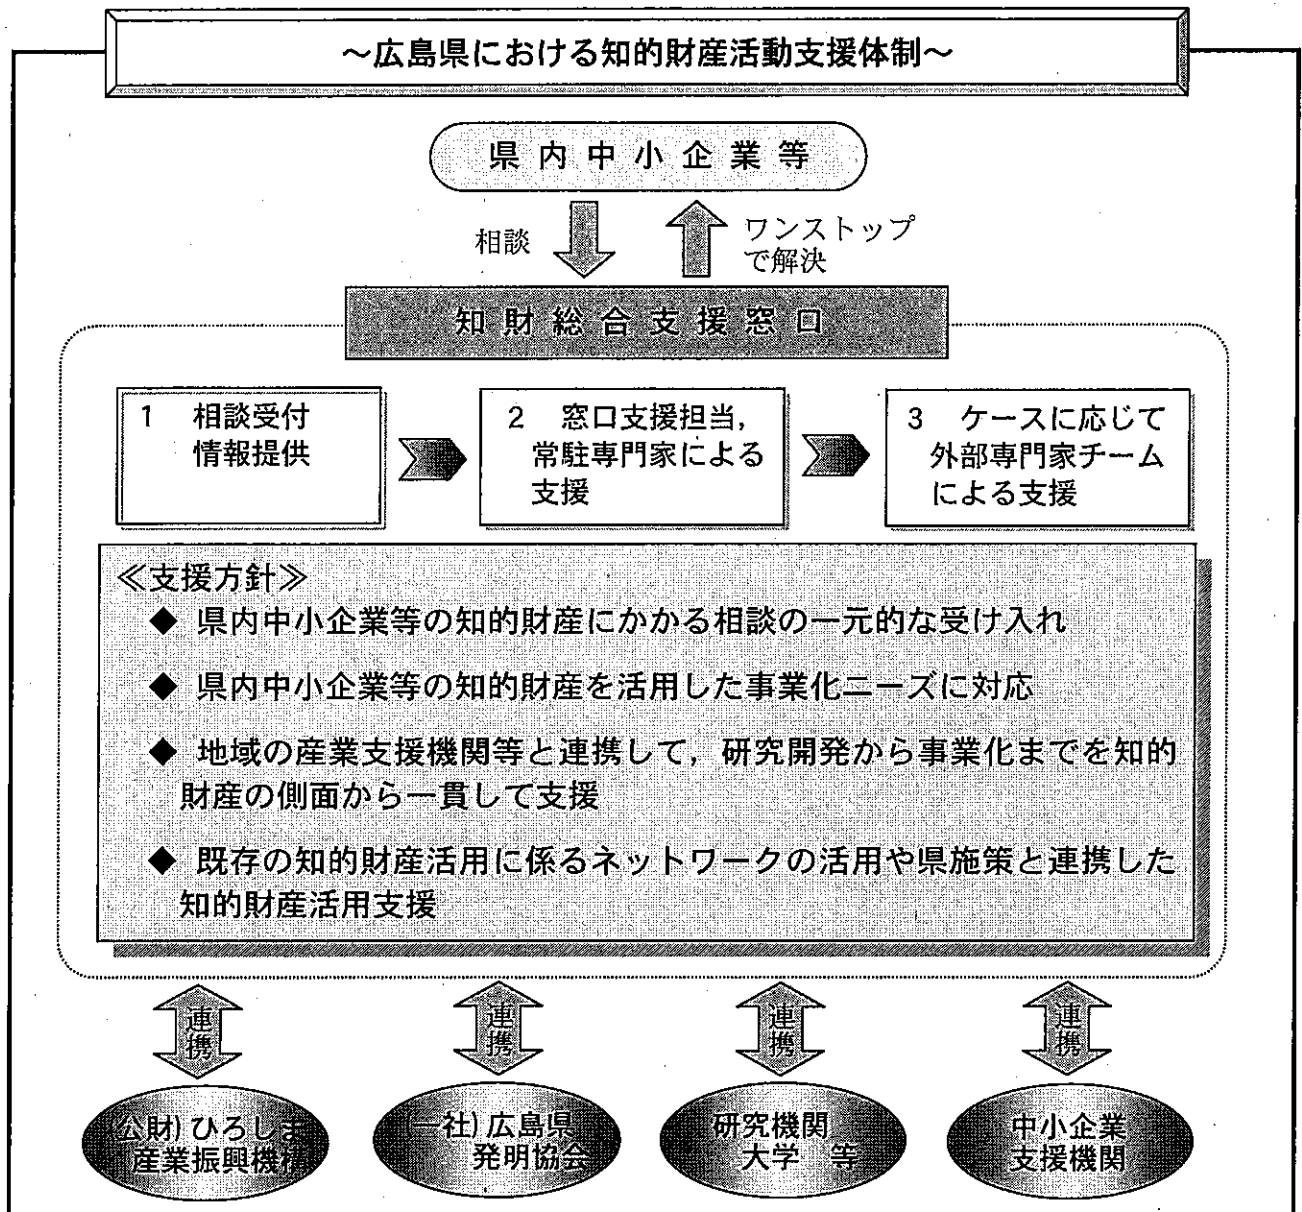 ～広島県における知的財産活動支援体制～
県内中小企業等
相談
ワンストップ
で解決
知財総合支援窓口
1 相談受付
情報提供
2 窓口支援担当，
常駐専門家による
支援
3 ケースに応じて
外部専門家チーム
による支援
≪支援方針≫
◆ 県内中小企業等の知的財産にかかる相談の一元的な受け入れ
◆ 県内中小企業等の知的財産を活用した事業化ニーズに対応
◆ 地域の産業支援機関等と連携して，研究開発から事業化までを知的
財産の側面から一貫して支援
◆ 既存の知的財産活用に係るネットワークの活用や県施策と連携した
知的財産活用支援
連携
連携
連携
連携
(公財)ひろしま
産業振興機構
(一社)広島県
発明協会
研究機関
大学 等
中小企業
支援機関